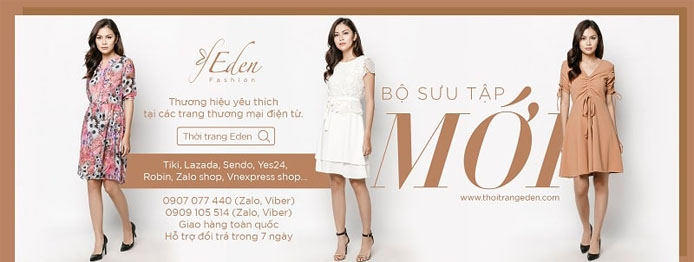 Eden
Fashion
Thương hiệu yêu thích
tại các trang thương mại điện tử.
Thời trang Eden
Tiki, Lazada, Sendo, Yes24,
Robin, Zalo shop, Vnexpress shop...
0907 077 440 (Zalo, Viber)
0909 105 514 (Zalo, Viber)
Giao hàng toàn quốc
Hỗ trợ đổi trả trong 7 ngày
BỘ SƯU TẬP
MỚI
www.thoitrangeden.com